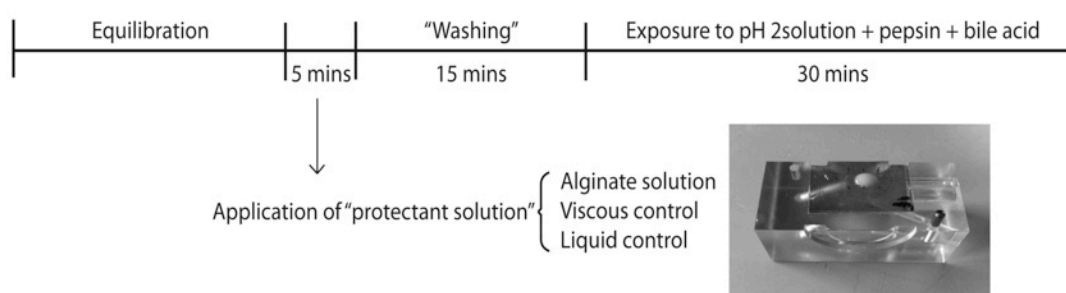 Equilibration
"Washing"
Exposure to pH 2solution + pepsin + bile acid
5 mins
15 mins
30 mins
Application of "protectant solution"
Alginate solution
Viscous control
Liquid control